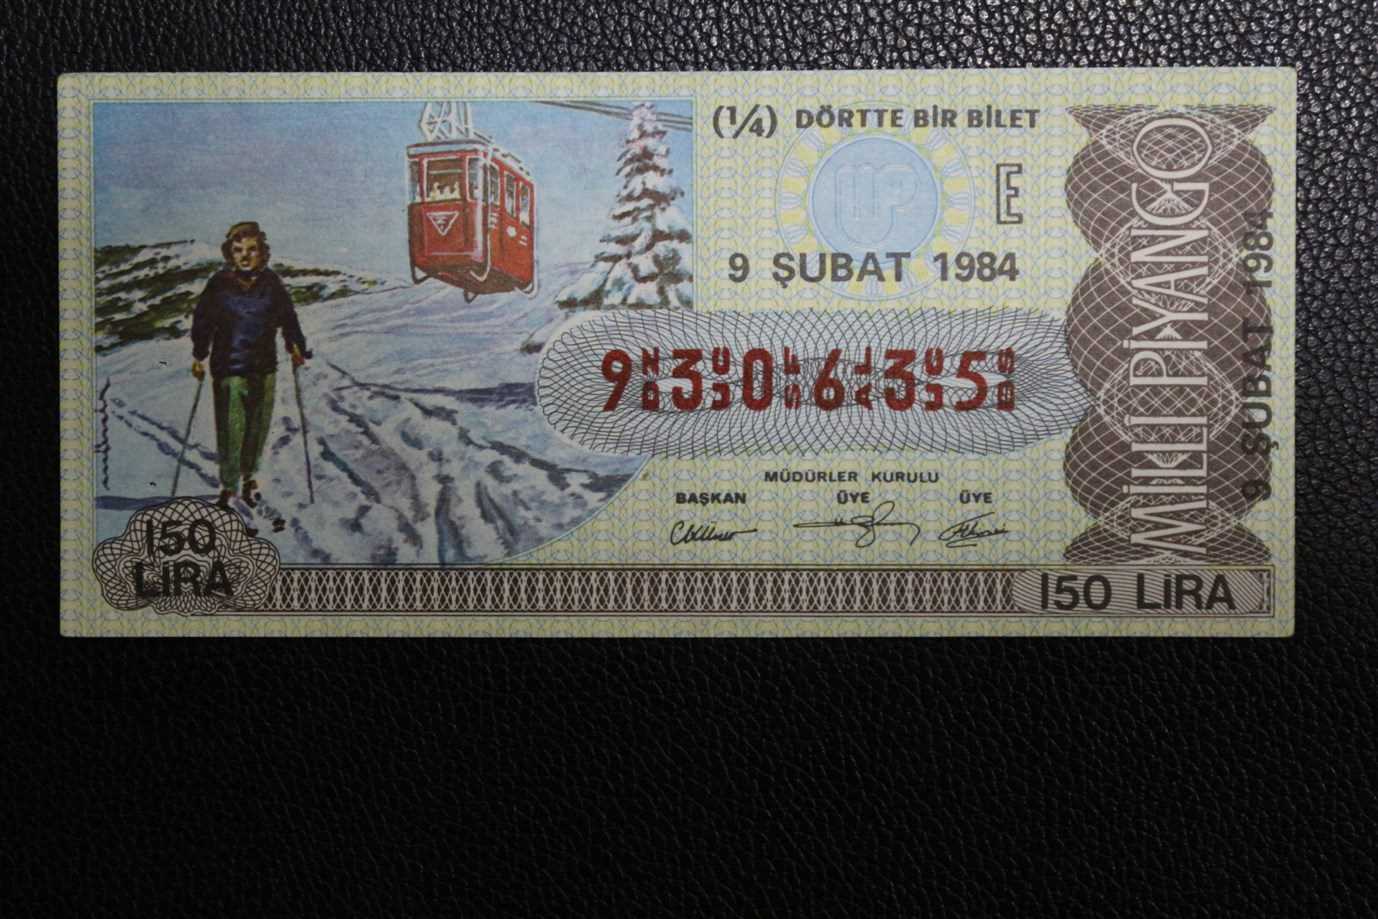 (1/4) DÖRTTE BİR BİLET
E
9 ŞUBAT 1984
930635
MÜDÜRLER KURULU
BAŞKAN ÜYE ÜYE
150
LİRA
150 LİRA
MİLLİ PİYANGO
9 ŞUBAT 1984